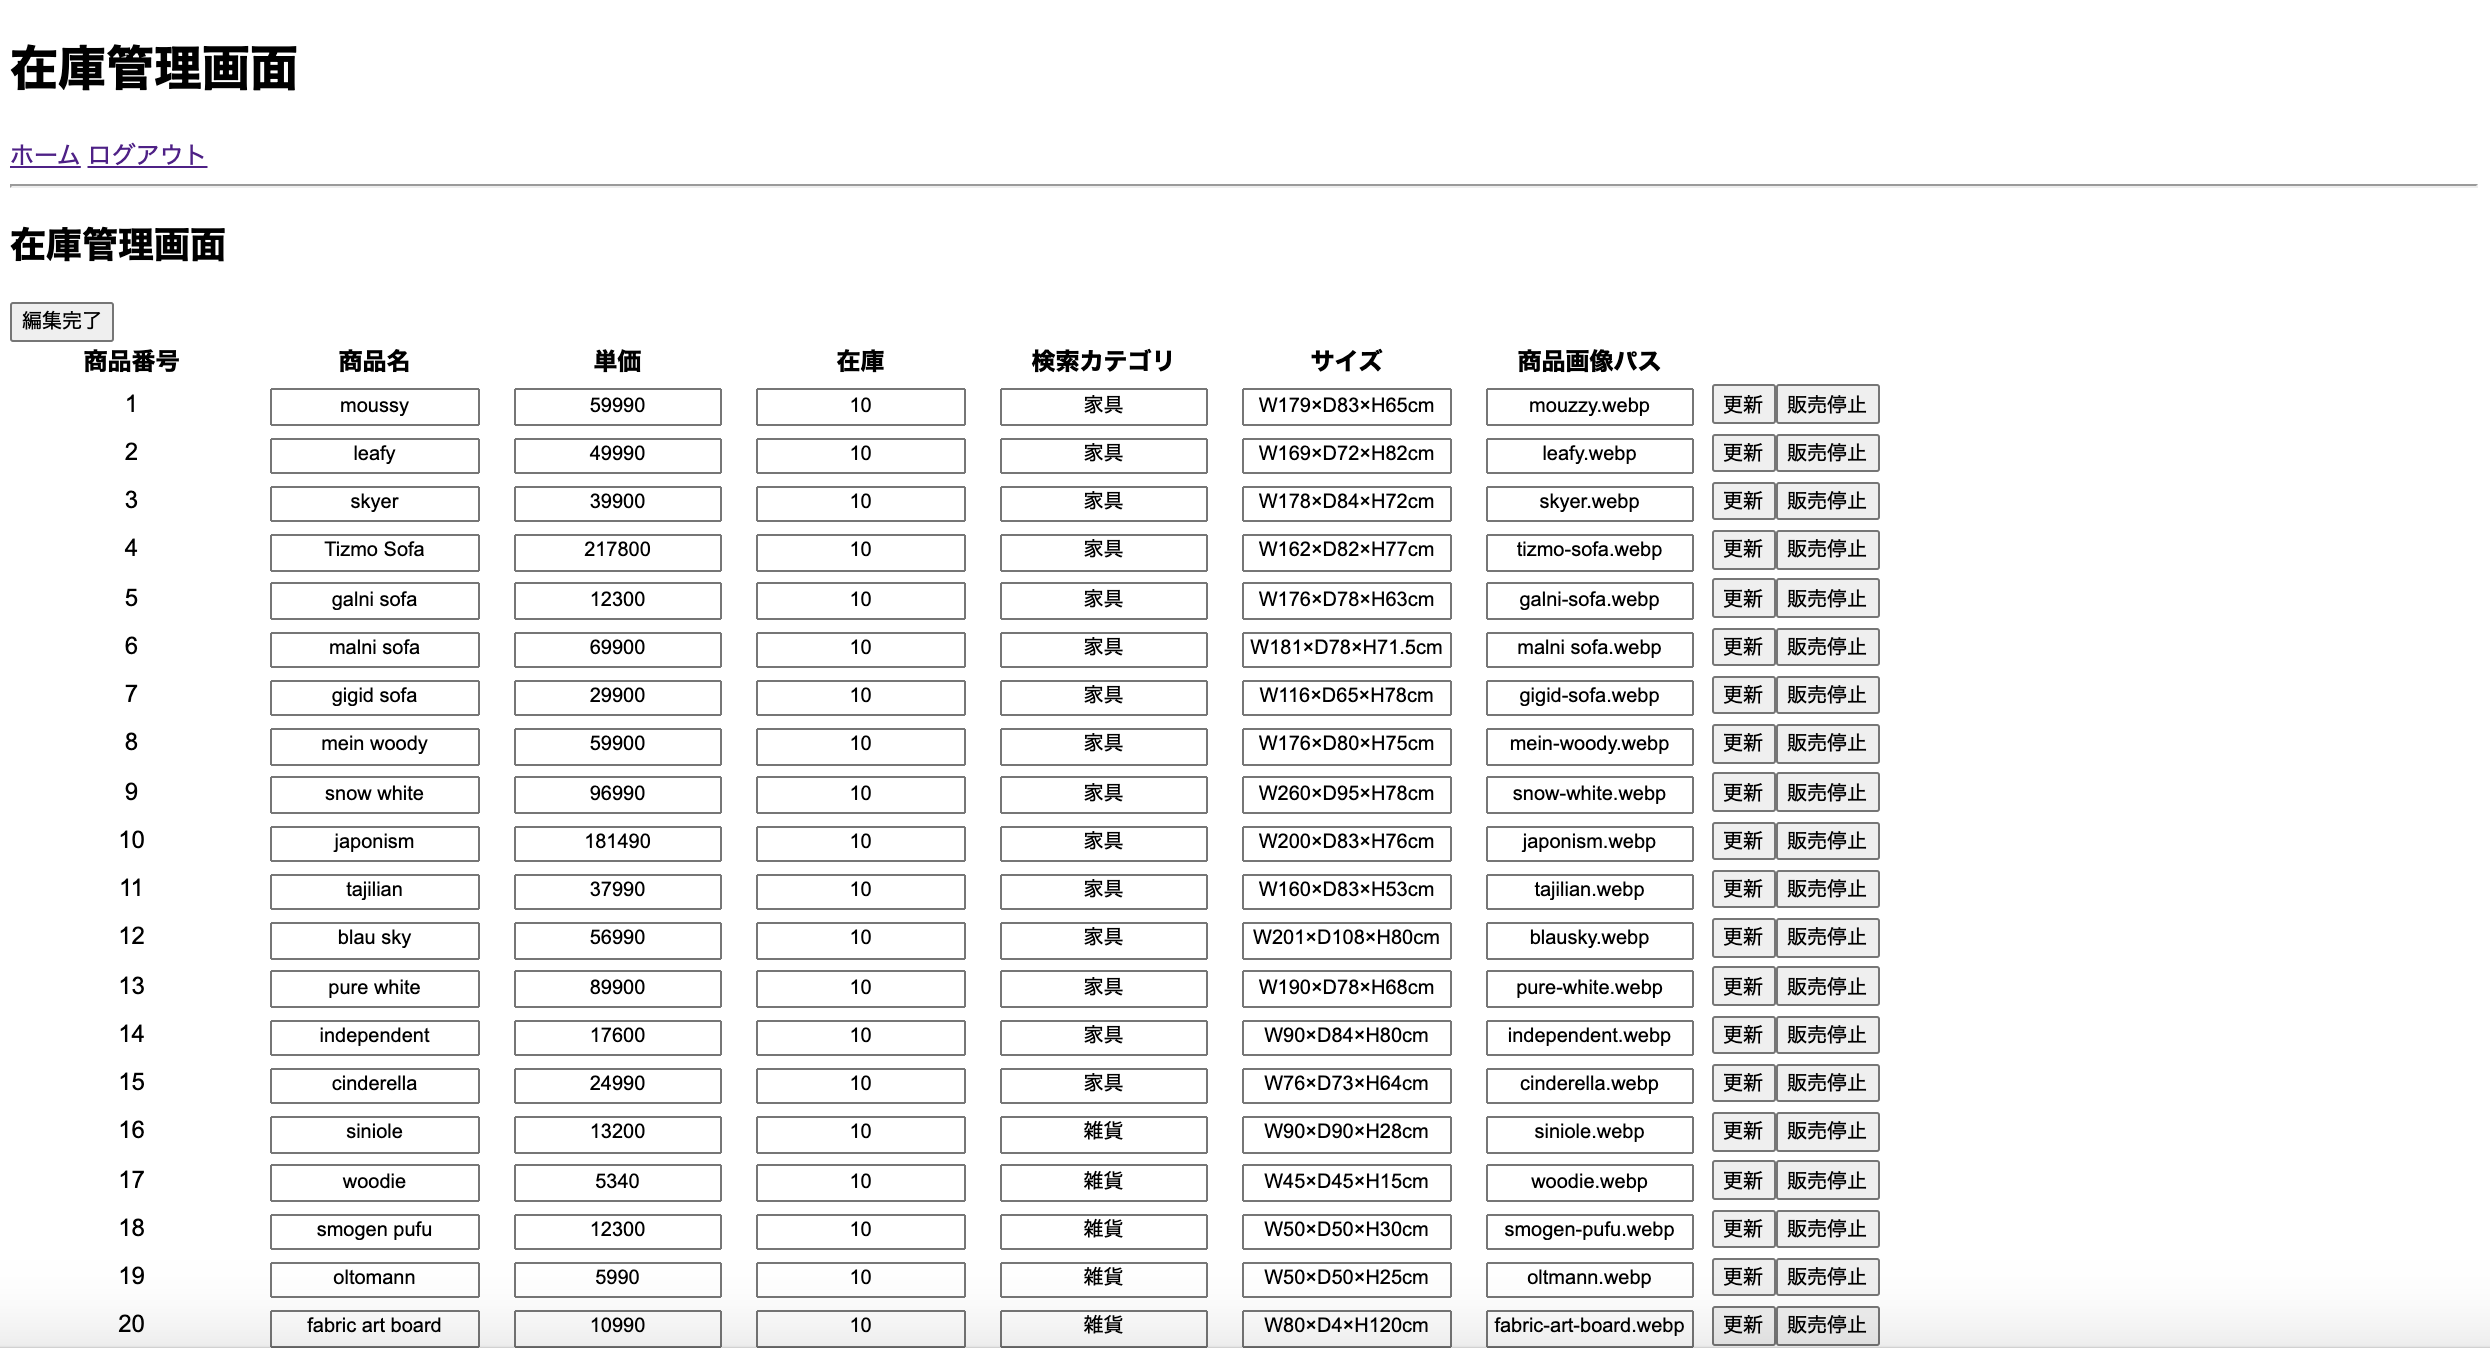 在庫管理画面
ホーム ログアウト
在庫管理画面
編集完了
商品番号 商品名 単価 在庫 検索カテゴリ サイズ 商品画像パス
1 moussy 59990 10 家具 W179×D83×H65cm mouzzy.webp 更新 販売停止
2 leafy 49990 10 家具 W169×D72×H82cm leafy.webp 更新 販売停止
3 skyer 39900 10 家具 W178×D84×H72cm skyer.webp 更新 販売停止
4 Tizmo Sofa 217800 10 家具 W162×D82×H77cm tizmo-sofa.webp 更新 販売停止
5 galni sofa 12300 10 家具 W176×D78×H63cm galni-sofa.webp 更新 販売停止
6 malni sofa 69900 10 家具 W181×D78×H71.5cm malni sofa.webp 更新 販売停止
7 gigid sofa 29900 10 家具 W116×D65×H78cm gigid-sofa.webp 更新 販売停止
8 mein woody 59900 10 家具 W176×D80×H75cm mein-woody.webp 更新 販売停止
9 snow white 96990 10 家具 W260×D95×H78cm snow-white.webp 更新 販売停止
10 japonism 181490 10 家具 W200×D83×H76cm japonism.webp 更新 販売停止
11 tajilian 37990 10 家具 W160×D83×H53cm tajilian.webp 更新 販売停止
12 blau sky 56990 10 家具 W201×D108×H80cm blausky.webp 更新 販売停止
13 pure white 89900 10 家具 W190×D78×H68cm pure-white.webp 更新 販売停止
14 independent 17600 10 家具 W90×D84×H80cm independent.webp 更新 販売停止
15 cinderella 24990 10 家具 W76×D73×H64cm cinderella.webp 更新 販売停止
16 siniole 13200 10 雑貨 W90×D90×H28cm siniole.webp 更新 販売停止
17 woodie 5340 10 雑貨 W45×D45×H15cm woodie.webp 更新 販売停止
18 smogen pufu 12300 10 雑貨 W50×D50×H30cm smogen-pufu.webp 更新 販売停止
19 oltomann 5990 10 雑貨 W50×D50×H25cm oltmann.webp 更新 販売停止
20 fabric art board 10990 10 雑貨 W80×D4×H120cm fabric-art-board.webp 更新 販売停止